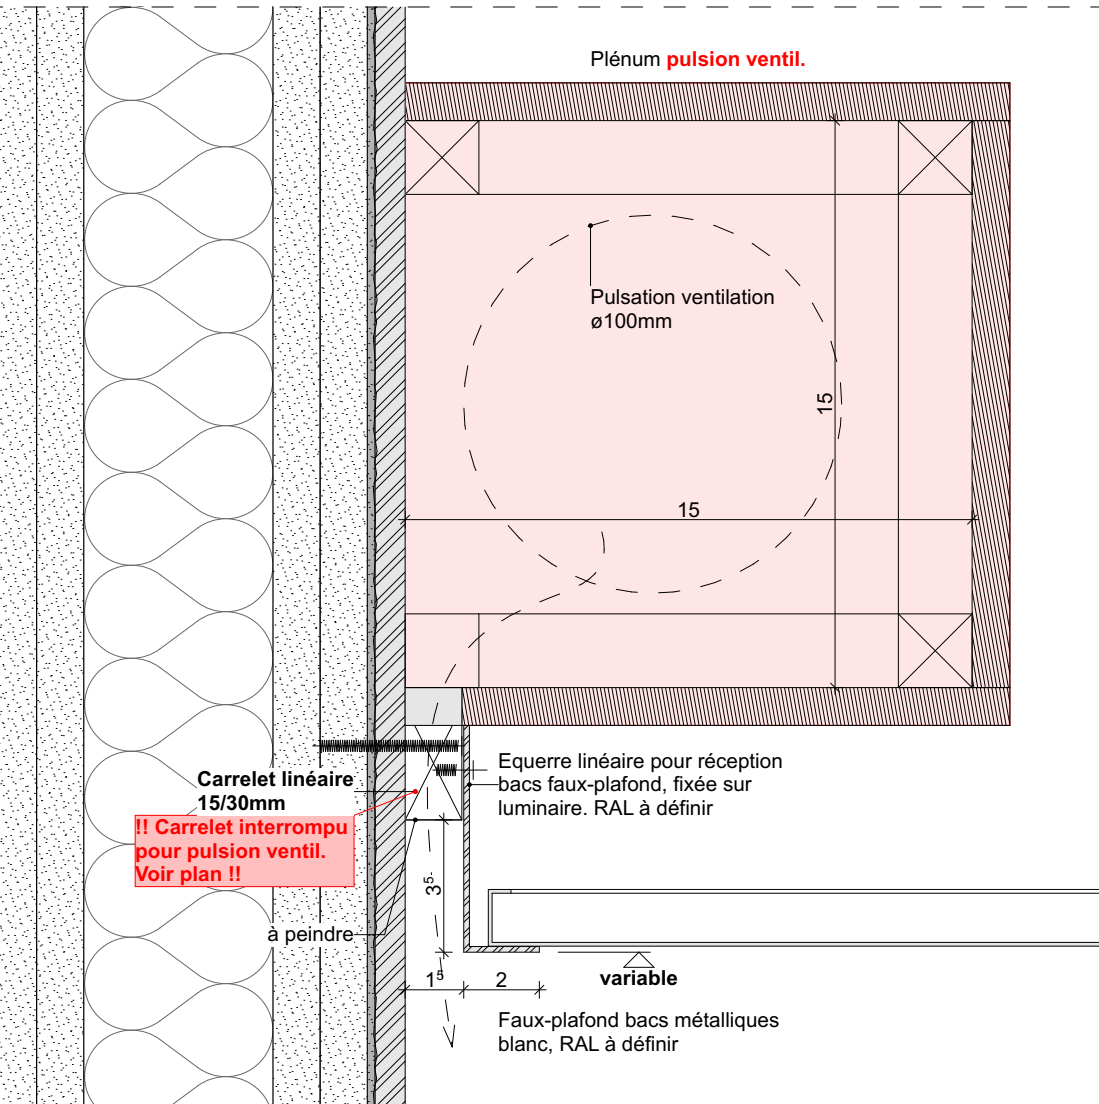 Plénum pulsion ventil.
Pulsation ventilation
ø100mm
15
15
Equerre linéaire pour réception
bacs faux-plafond, fixée sur
luminaire. RAL à définir
Carrelet linéaire
15/30mm
!! Carrelet interrompu
pour pulsion ventil.
Voir plan !!
3⁵
à peindre
1⁵
2
variable
Faux-plafond bacs métalliques
blanc, RAL à définir